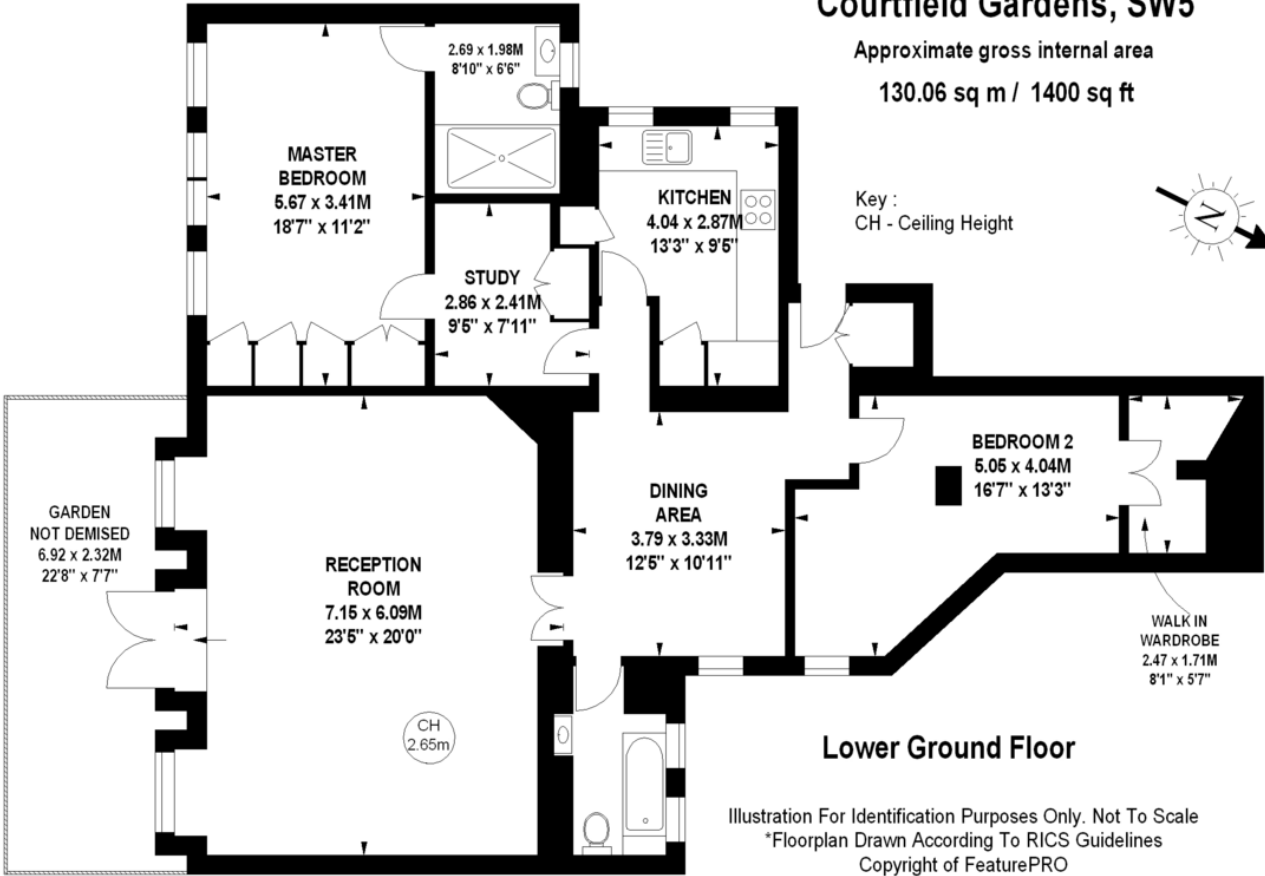 Courtfield Gardens, SW5
Approximate gross internal area
130.06 sq m / 1400 sq ft
Key :
CH - Ceiling Height
N
2.69 x 1.98M
8'10" x 6'6"
MASTER
BEDROOM
5.67 x 3.41M
18'7" x 11'2"
KITCHEN
4.04 x 2.87M
13'3" x 9'5"
STUDY
2.86 x 2.41M
9'5" x 7'11"
BEDROOM 2
5.05 x 4.04M
16'7" x 13'3"
DINING
AREA
3.79 x 3.33M
12'5" x 10'11"
GARDEN
NOT DEMISED
6.92 x 2.32M
22'8" x 7'7"
RECEPTION
ROOM
7.15 x 6.09M
23'5" x 20'0"
WALK IN
WARDROBE
2.47 x 1.71M
8'1" x 5'7"
CH
2.65m
Lower Ground Floor
Illustration For Identification Purposes Only. Not To Scale
*Floorplan Drawn According To RICS Guidelines
Copyright of FeaturePRO